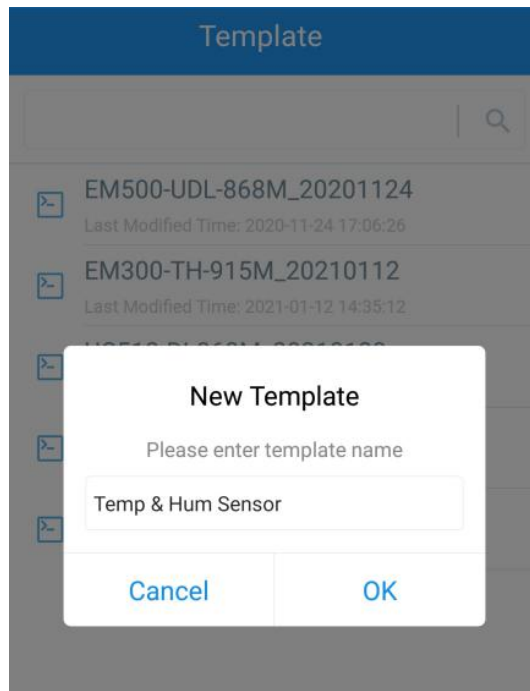 Template
EM500-UDL-868M_20201124
Last Modified Time: 2020-11-24 17:06:26
EM300-TH-915M_20210112
Last Modified Time: 2021-01-12 14:35:12
New Template
Please enter template name
Temp & Hum Sensor
Cancel
OK